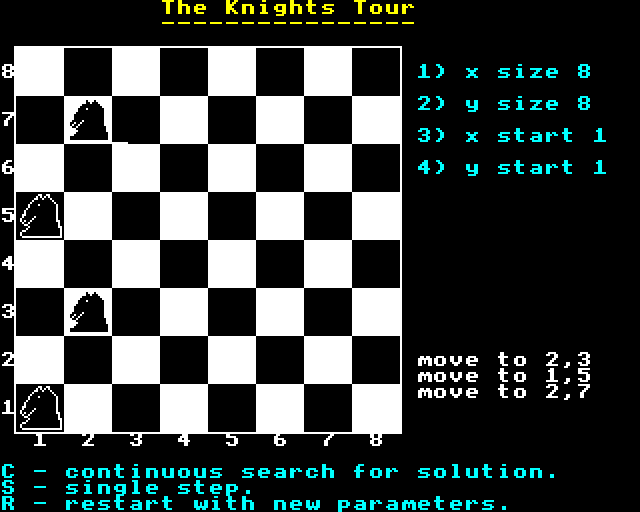 The Knights Tour
8
1) x size 8
2) y size 8
7
3) x start 1
6
4) y start 1
5
4
3
2
move to 2,3
move to 1,5
move to 2,7
1
1 2 3 4 5 6 7 8
C - continuous search for solution.
S - single step.
R - restart with new parameters.